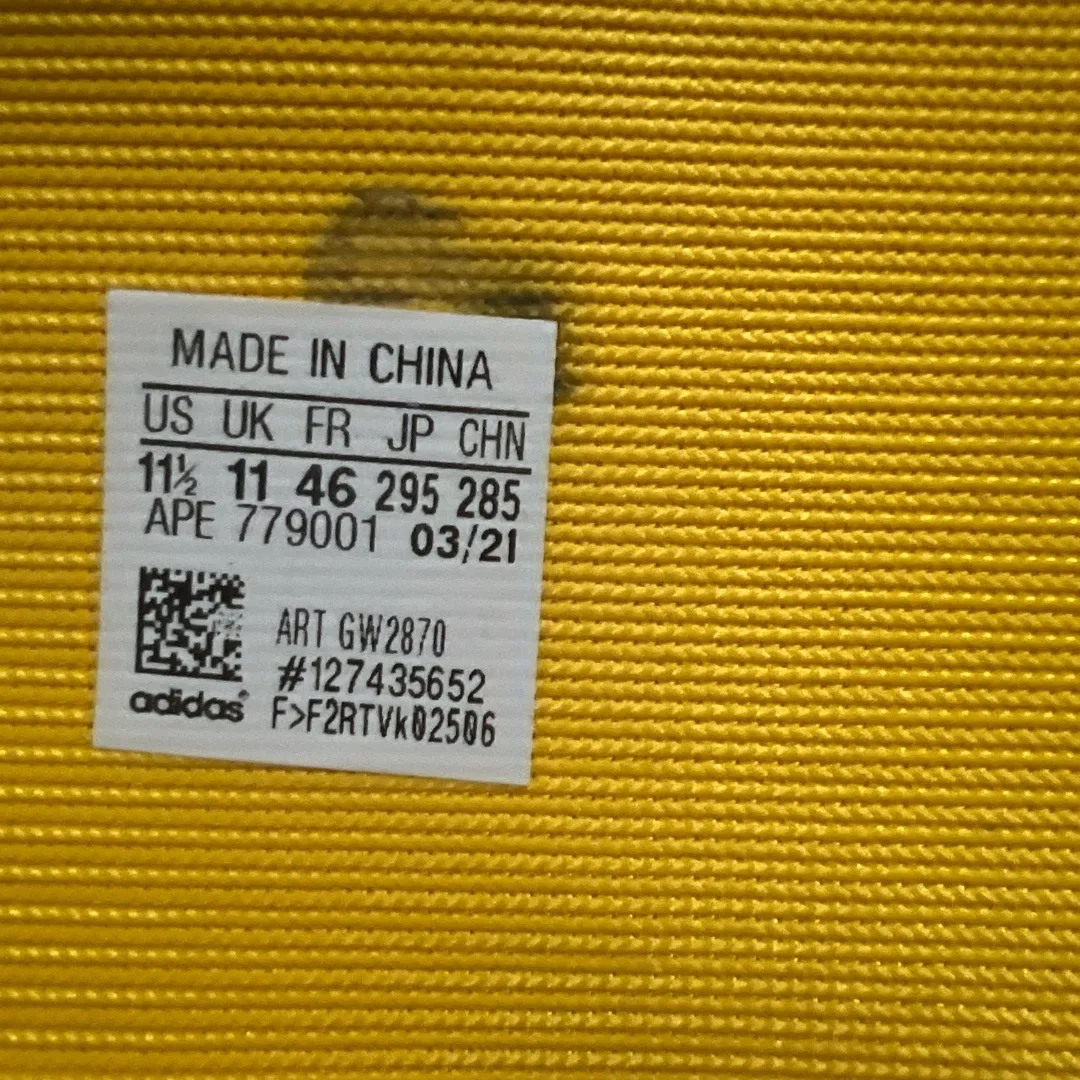 MADE IN CHINA
US UK FR JP CHN
11½ 11 46 295 285
APE 779001 03/21
ART GW2870
#127435652
adidas®
F>F2RTVk02506